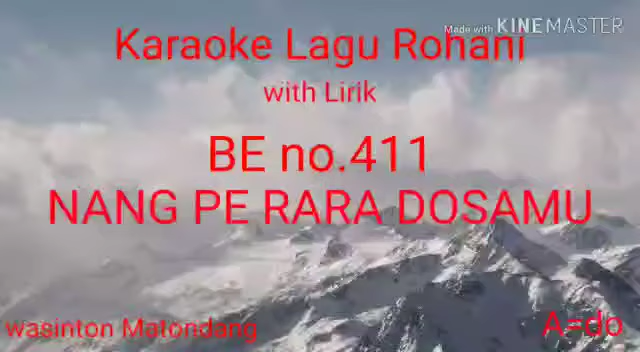 Made with KINEMASTER
Karaoke Lagu Rohani
with Lirik
BE no.411
NANG PE RARA DOSAMU
wasinton Matondang
A=do